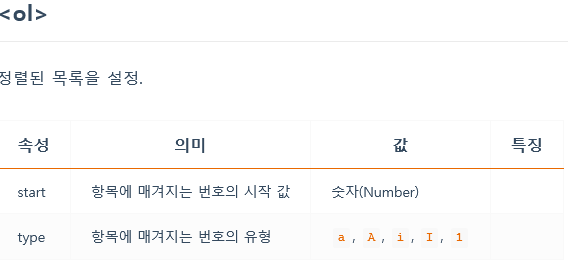 <ol>
정렬된 목록을 설정.
속성 의미 값 특징
start 항목에 매겨지는 번호의 시작 값 숫자(Number)
type 항목에 매겨지는 번호의 유형 a , A , i , I , 1